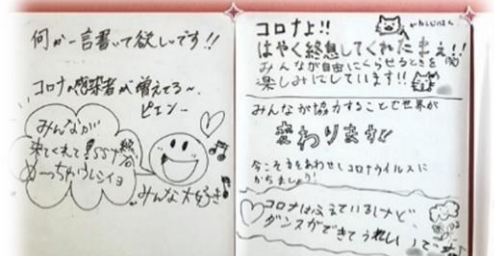 何か一言書いて欲しいです!!
コロナ感染者が増えてる〜。
ピエンー
みんなが
来てくれて
めっちゃウレシイヨ
みんな大好き
コロナよ!!
はやく終息してくれたまえ!!
みんなが自由にくらせるときを
楽しみにしています!!
みんなが協力することで世界が
変わります!
今こそ力をあわせしコロナウイルスに
かちましょう!
コロナはふえているけど
ダンスができてうれしいで